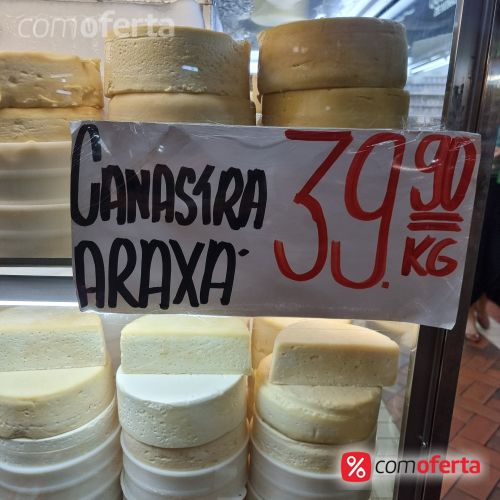 comoferta
CANASTRA 39.90
ARAXÁ KG
% comoferta